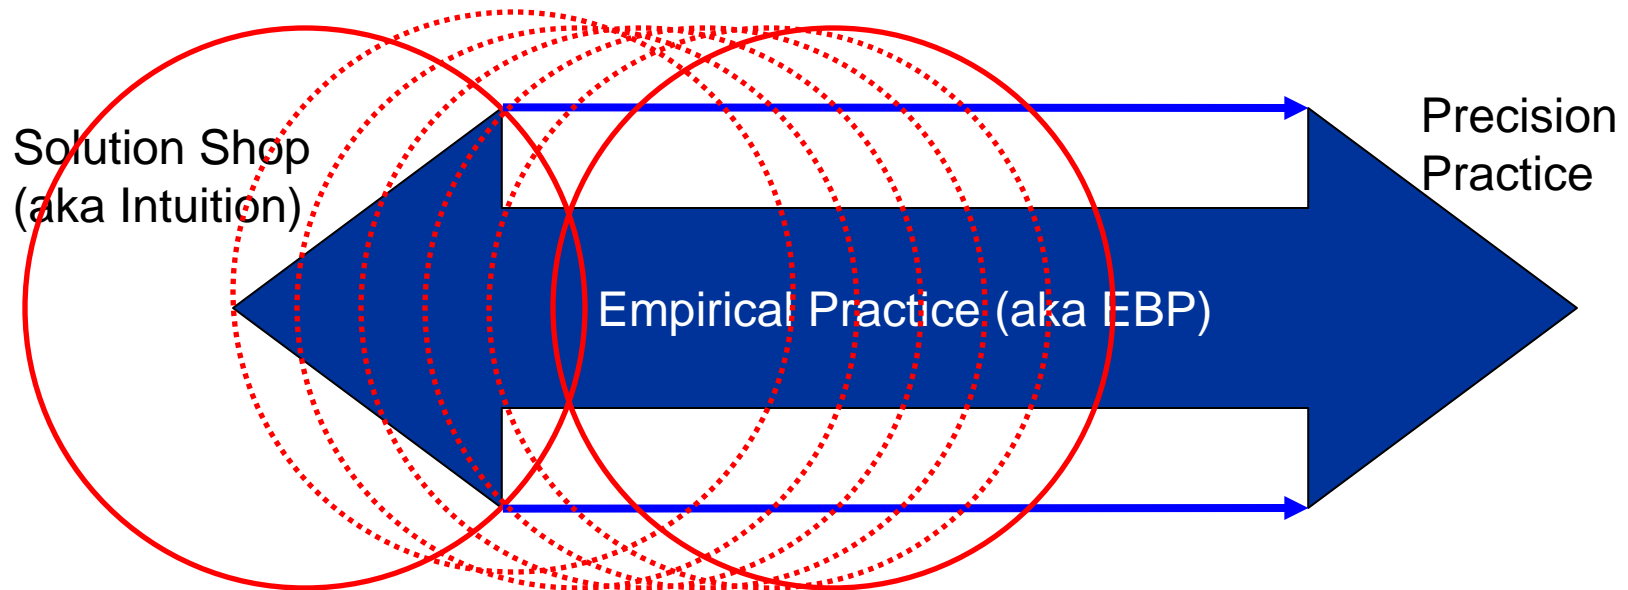 Solution Shop
(aka Intuition)
Empirical Practice (aka EBP)
Precision
Practice